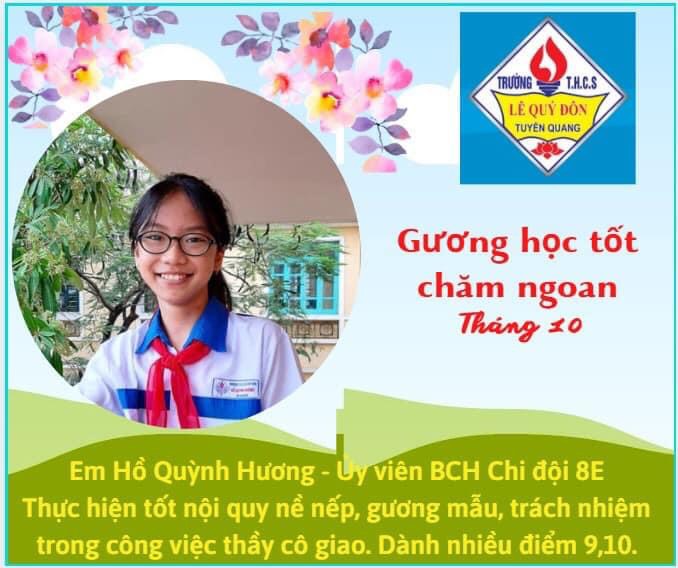 TRƯỜNG T.H.C.S
LÊ QUÝ ĐÔN
TUYÊN QUANG
Gương học tốt
chăm ngoan
Tháng 10
Em Hồ Quỳnh Hương - Ủy viên BCH Chi đội 8E
Thực hiện tốt nội quy nề nếp, gương mẫu, trách nhiệm
trong công việc thầy cô giao. Dành nhiều điểm 9,10.